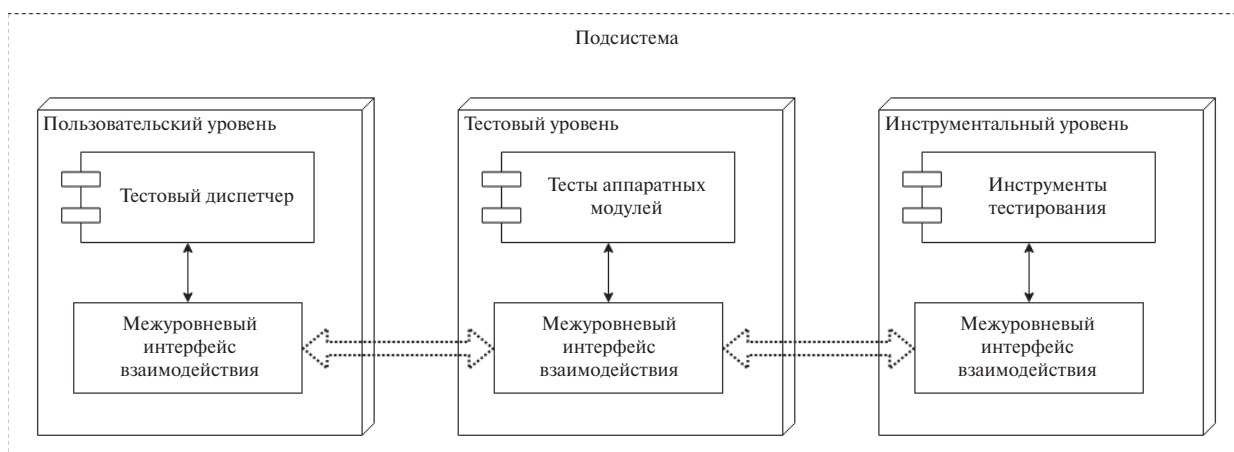 Подсистема
Пользовательский уровень
Тестовый диспетчер
Межуровневый
интерфейс
взаимодействия
Тестовый уровень
Тесты аппаратных
модулей
Межуровневый
интерфейс
взаимодействия
Инструментальный уровень
Инструменты
тестирования
Межуровневый
интерфейс
взаимодействия